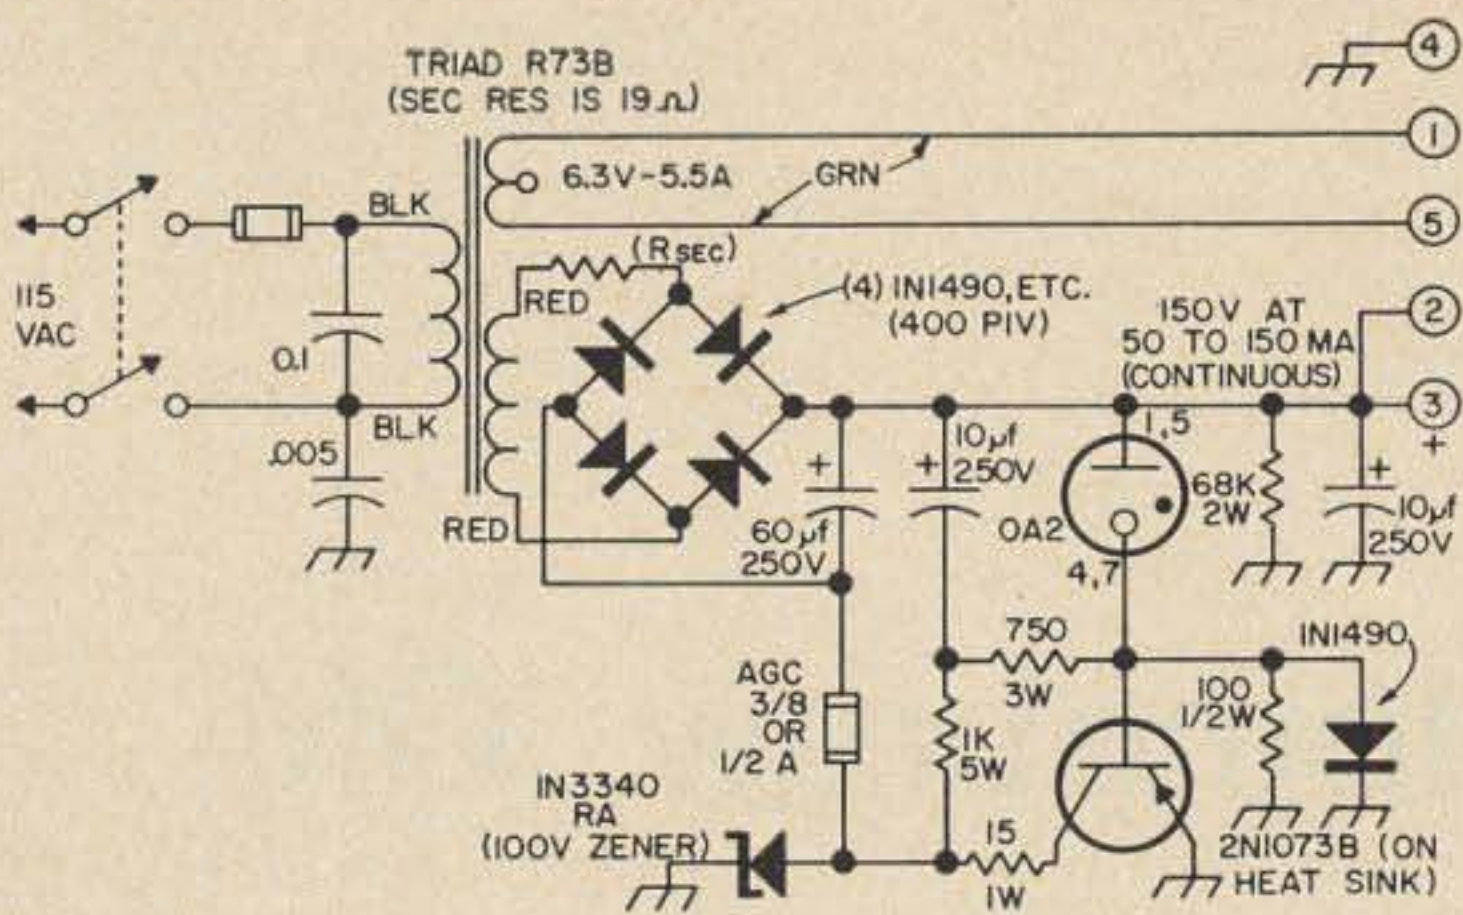 TRIAD R73B
(SEC RES IS 19Ω)
4
1
6.3V-5.5A
GRN
5
BLK
115
VAC
0.1
BLK
.005
(RSEC)
RED
RED
(4) IN1490, ETC.
(400 PIV)
150V AT
50 TO 150 MA
(CONTINUOUS)
2
3
+
+
60µf
250V
+
10µf
250V
1,5
OA2
4,7
68K
2W
+
10µf
250V
750
3W
IN1490
AGC
3/8
OR
1/2 A
1K
5W
100
1/2W
IN3340
RA
(100V ZENER)
15
1W
2N1073B (ON
HEAT SINK)